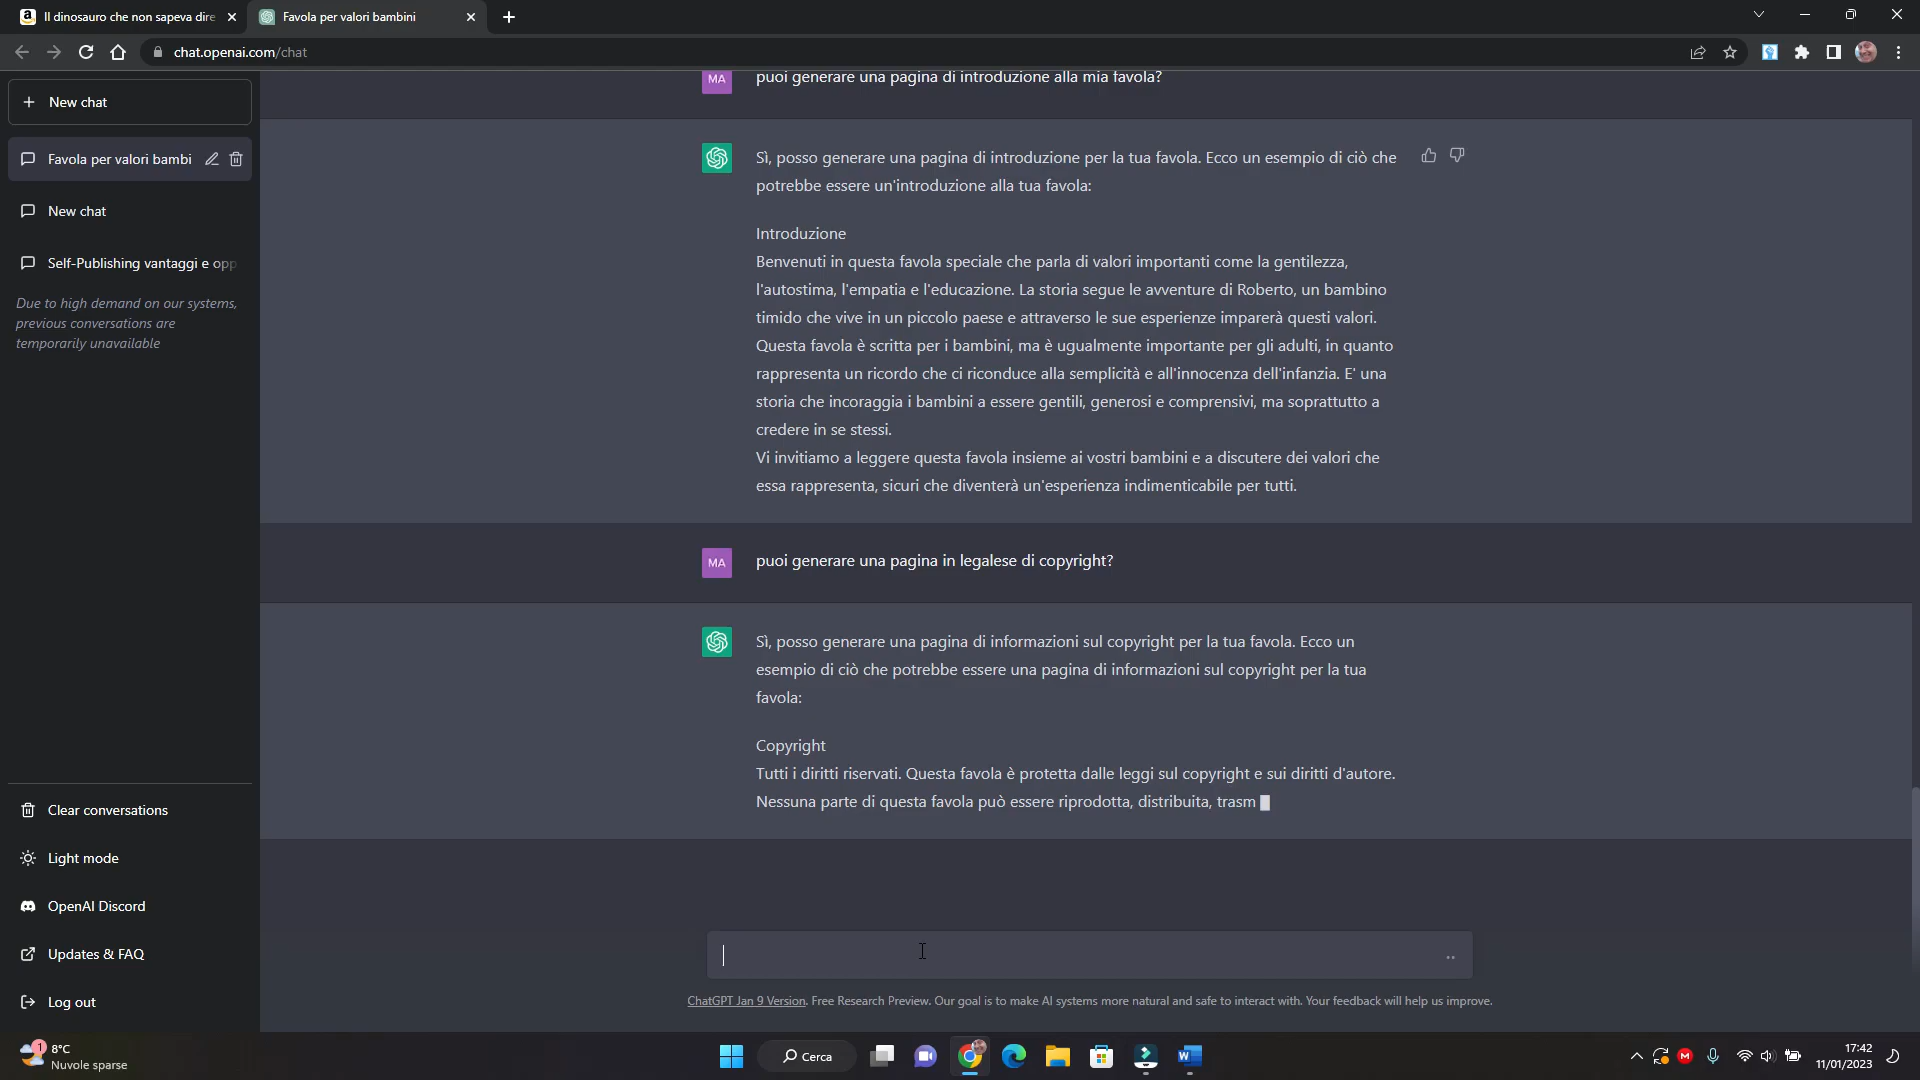 Il dinosauro che non sapeva dire
Favola per valori bambini
chat.openai.com/chat
New chat
Favola per valori bambi
New chat
Self-Publishing vantaggi e opp
Due to high demand on our systems,
previous conversations are
temporarily unavailable
Clear conversations
Light mode
OpenAI Discord
Updates & FAQ
Log out
MA
puoi generare una pagina di introduzione alla mia favola?
Sì, posso generare una pagina di introduzione per la tua favola. Ecco un esempio di ciò che
potrebbe essere un'introduzione alla tua favola:
Introduzione
Benvenuti in questa favola speciale che parla di valori importanti come la gentilezza,
l'autostima, l'empatia e l'educazione. La storia segue le avventure di Roberto, un bambino
timido che vive in un piccolo paese e attraverso le sue esperienze imparerà questi valori.
Questa favola è scritta per i bambini, ma è ugualmente importante per gli adulti, in quanto
rappresenta un ricordo che ci riconduce alla semplicità e all'innocenza dell'infanzia. E' una
storia che incoraggia i bambini a essere gentili, generosi e comprensivi, ma soprattutto a
credere in se stessi.
Vi invitiamo a leggere questa favola insieme ai vostri bambini e a discutere dei valori che
essa rappresenta, sicuri che diventerà un'esperienza indimenticabile per tutti.
MA
puoi generare una pagina in legalese di copyright?
Sì, posso generare una pagina di informazioni sul copyright per la tua favola. Ecco un
esempio di ciò che potrebbe essere una pagina di informazioni sul copyright per la tua
favola:
Copyright
Tutti i diritti riservati. Questa favola è protetta dalle leggi sul copyright e sui diritti d'autore.
Nessuna parte di questa favola può essere riprodotta, distribuita, trasm
ChatGPT Jan 9 Version. Free Research Preview. Our goal is to make AI systems more natural and safe to interact with. Your feedback will help us improve.
1
8°C
Nuvole sparse
Cerca
17:42
11/01/2023